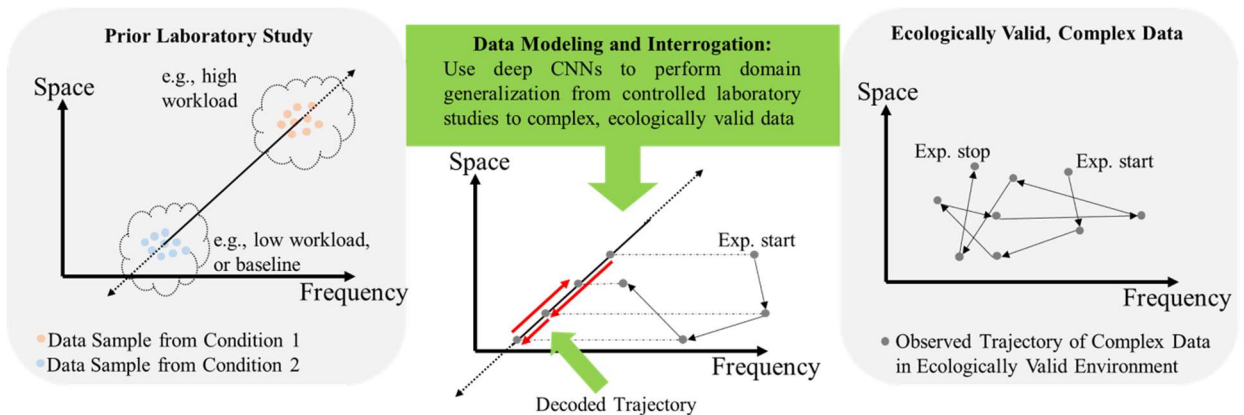 Prior Laboratory Study
e.g., high
workload
Space
e.g., low workload,
or baseline
Frequency
Data Sample from Condition 1
Data Sample from Condition 2
Data Modeling and Interrogation:
Use deep CNNs to perform domain
generalization from controlled laboratory
studies to complex, ecologically valid data
Space
Exp. start
Frequency
Decoded Trajectory
Ecologically Valid, Complex Data
Space
Exp. stop
Exp. start
Frequency
Observed Trajectory of Complex Data
in Ecologically Valid Environment